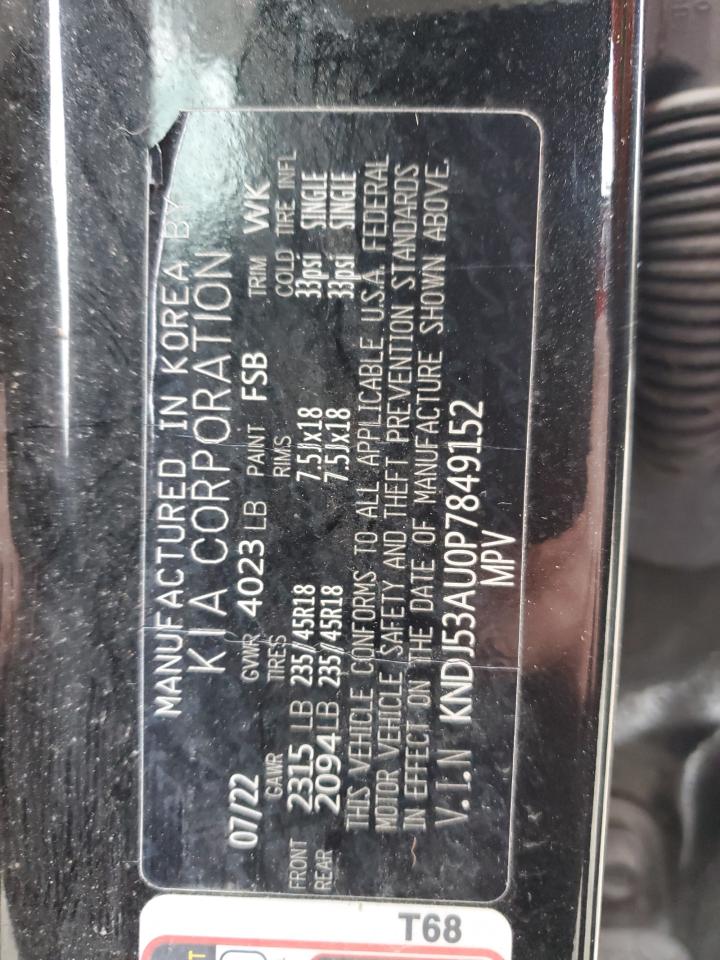 MANUFACTURED IN KOREA BY
KIA CORPORATION
07/22 GVWR 4023 LB PAINT FSB TRIM WK
GAWR TIRES RIMS COLD TIRE INFL
FRONT 2315 LB 235/45R18 7.5Jx18 33psi SINGLE
REAR 2094 LB 235/45R18 7.5Jx18 33psi SINGLE
THIS VEHICLE CONFORMS TO ALL APPLICABLE U.S.A. FEDERAL
MOTOR VEHICLE SAFETY AND THEFT PREVENTION STANDARDS
IN EFFECT ON THE DATE OF MANUFACTURE SHOWN ABOVE.
V.I.N KNDJ53AU0P7849152
MPV
T68